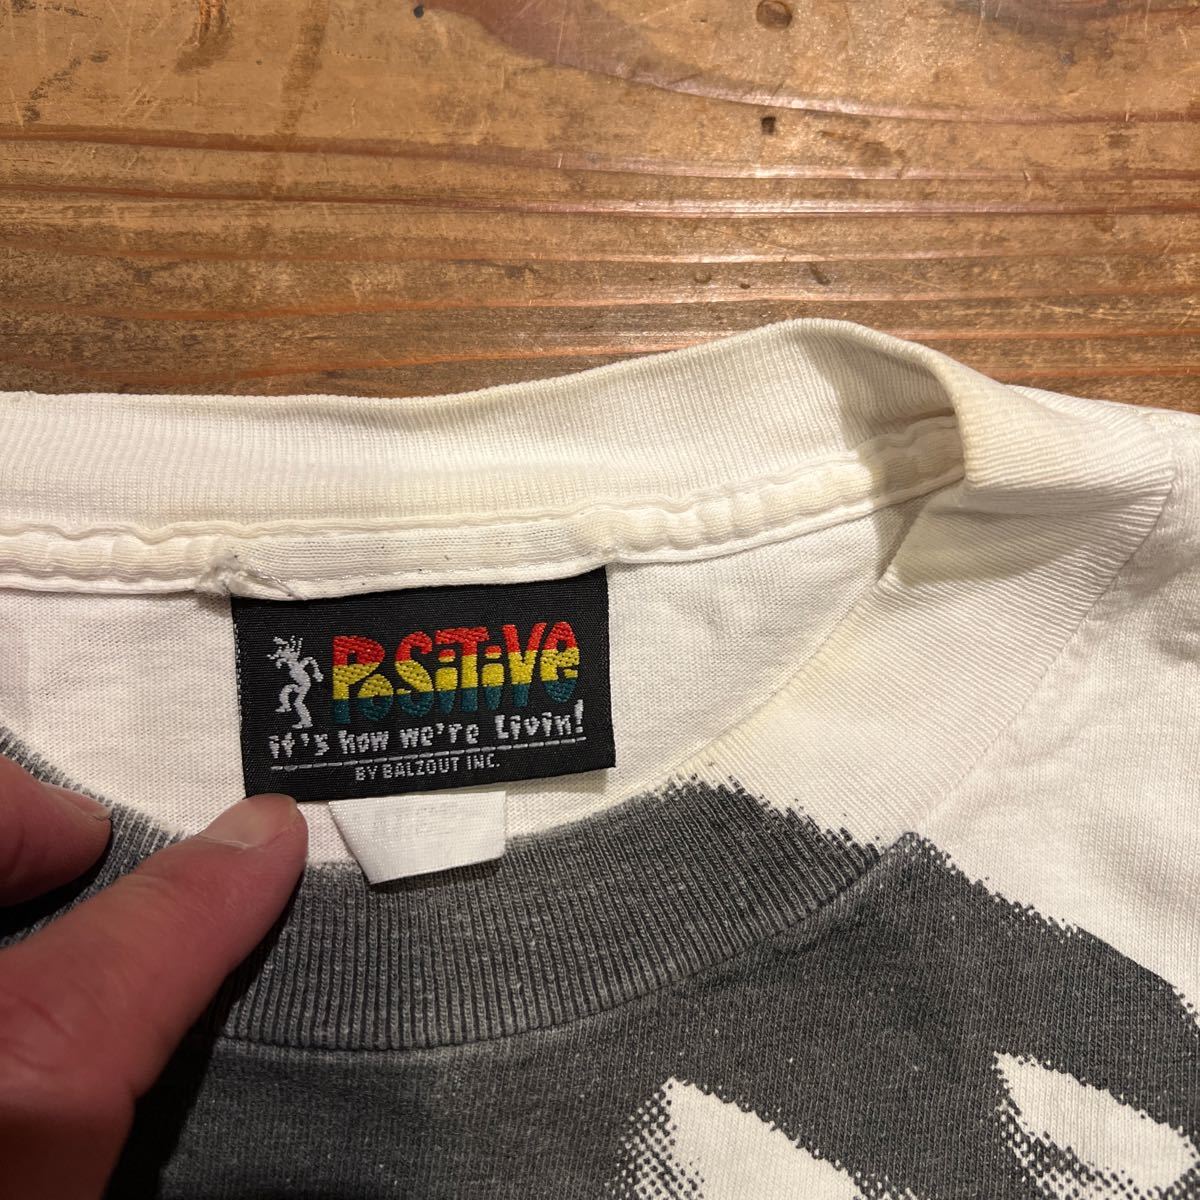 PoSiTiVe
it's how we're Livin!
BY BALZOUT INC.